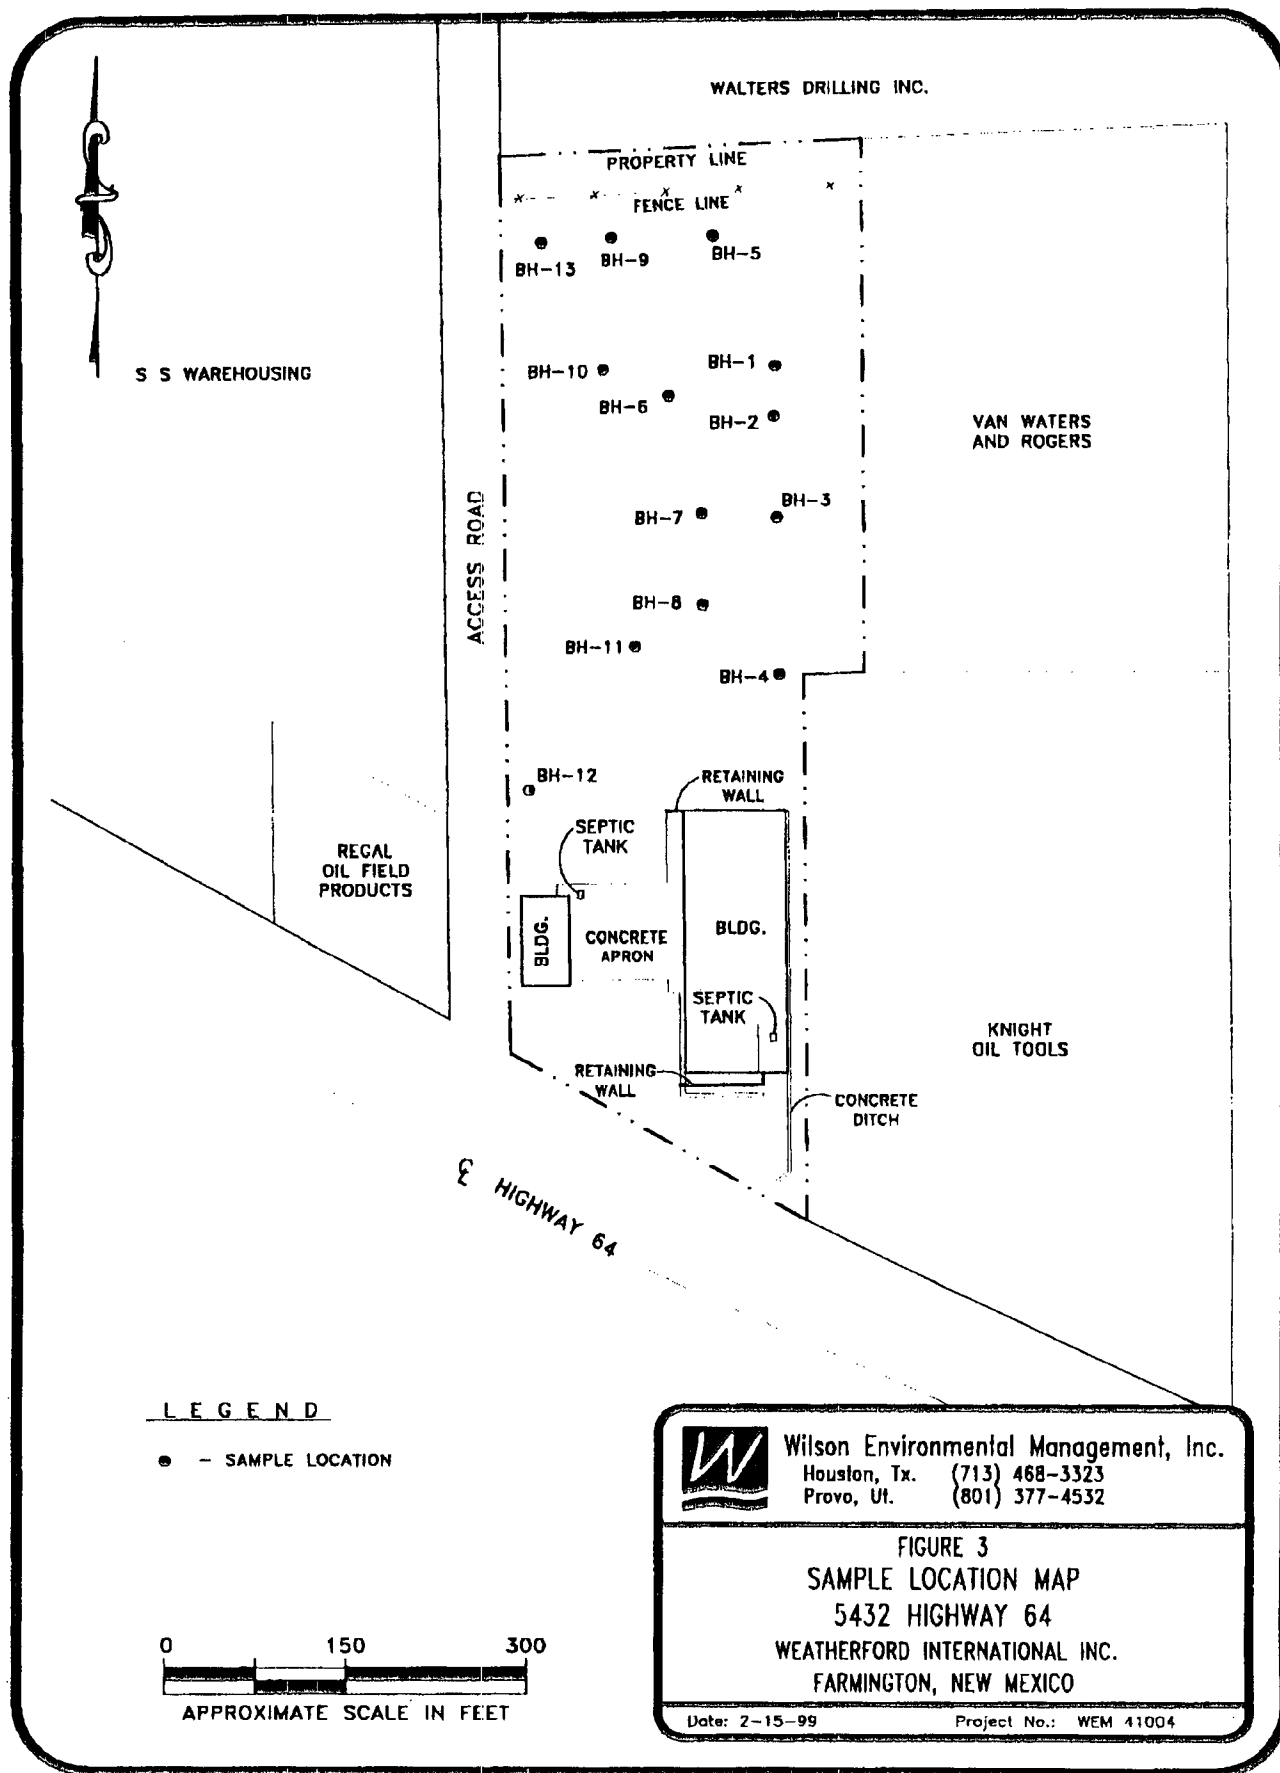 WALTERS DRILLING INC.
PROPERTY LINE
FENCE LINE
BH-13
BH-9
BH-5
S S WAREHOUSING
BH-10
BH-1
BH-6
BH-2
VAN WATERS
AND ROGERS
ACCESS ROAD
BH-7
BH-3
BH-8
BH-11
BH-4
BH-12
RETAINING
WALL
SEPTIC
TANK
REGAL
OIL FIELD
PRODUCTS
BLDG.
CONCRETE
APRON
BLDG.
SEPTIC
TANK
KNIGHT
OIL TOOLS
RETAINING
WALL
CONCRETE
DITCH
HIGHWAY 64
LEGEND
- SAMPLE LOCATION
W
Wilson Environmental Management, Inc.
Houston, Tx. (713) 468-3323
Provo, Ut. (801) 377-4532
FIGURE 3
SAMPLE LOCATION MAP
5432 HIGHWAY 64
WEATHERFORD INTERNATIONAL INC.
FARMINGTON, NEW MEXICO
Date: 2-15-99 Project No.: WEM 41004
0 150 300
APPROXIMATE SCALE IN FEET